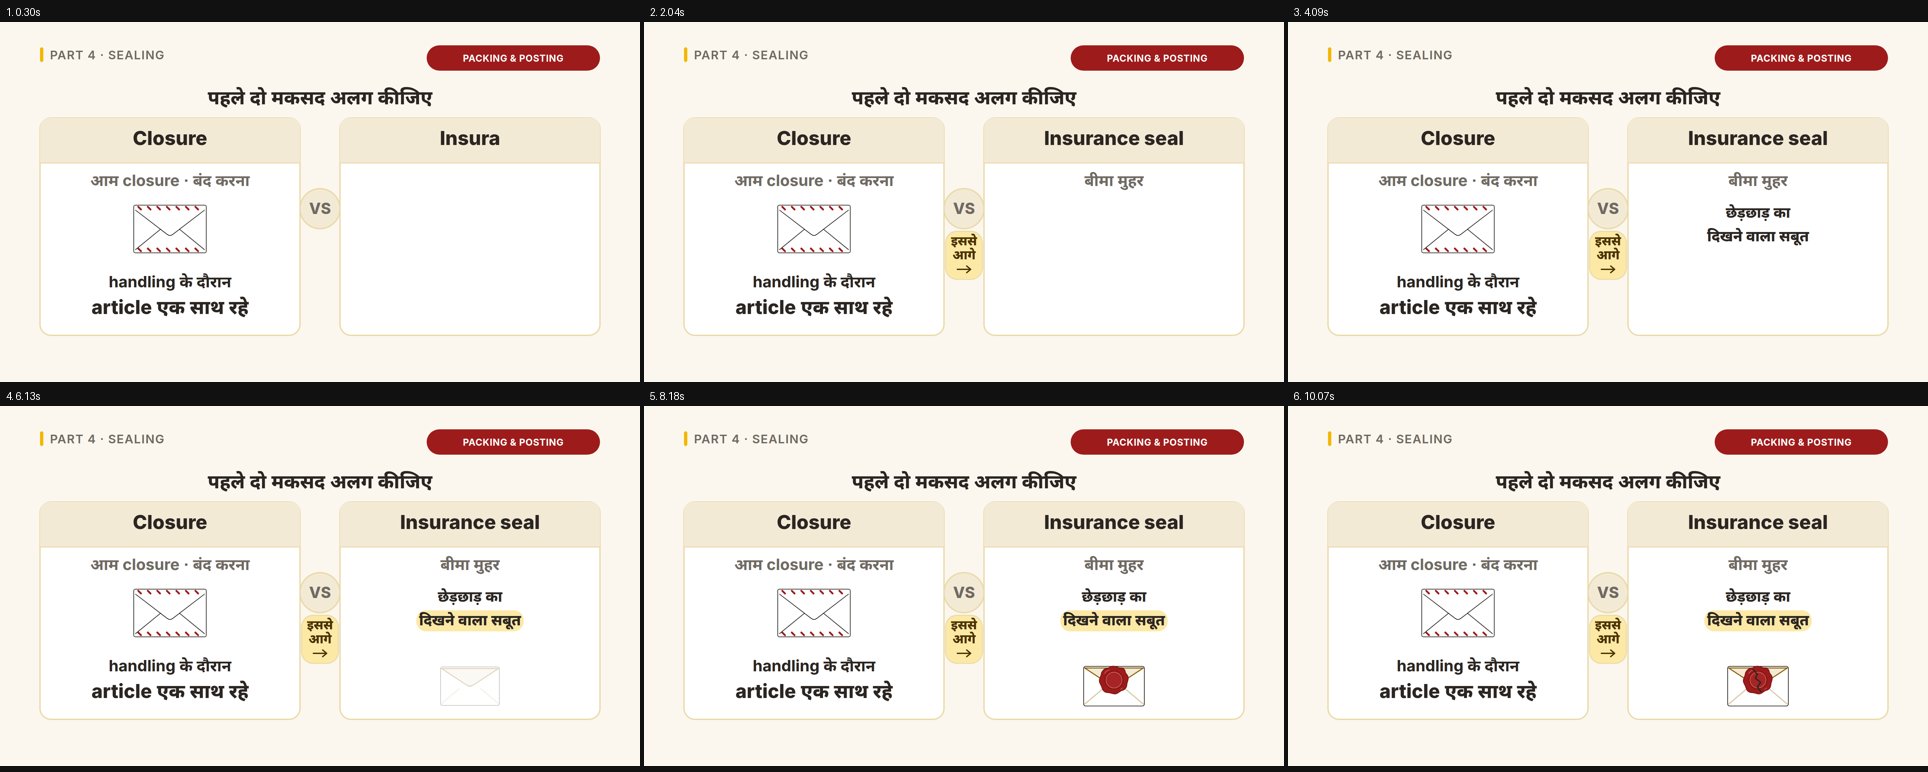 1. 0.30s
PART 4 · SEALING
PACKING & POSTING
पहले दो मकसद अलग कीजिए
Closure
आम closure · बंद करना
handling के दौरान
article एक साथ रहे
VS
Insura
2. 2.04s
PART 4 · SEALING
PACKING & POSTING
पहले दो मकसद अलग कीजिए
Closure
आम closure · बंद करना
handling के दौरान
article एक साथ रहे
VS
इससे
आगे
→
Insurance seal
बीमा मुहर
3. 4.09s
PART 4 · SEALING
PACKING & POSTING
पहले दो मकसद अलग कीजिए
Closure
आम closure · बंद करना
handling के दौरान
article एक साथ रहे
VS
इससे
आगे
→
Insurance seal
बीमा मुहर
छेड़छाड़ का
दिखने वाला सबूत
4. 6.13s
PART 4 · SEALING
PACKING & POSTING
पहले दो मकसद अलग कीजिए
Closure
आम closure · बंद करना
handling के दौरान
article एक साथ रहे
VS
इससे
आगे
→
Insurance seal
बीमा मुहर
छेड़छाड़ का
दिखने वाला सबूत
5. 8.18s
PART 4 · SEALING
PACKING & POSTING
पहले दो मकसद अलग कीजिए
Closure
आम closure · बंद करना
handling के दौरान
article एक साथ रहे
VS
इससे
आगे
→
Insurance seal
बीमा मुहर
छेड़छाड़ का
दिखने वाला सबूत
6. 10.07s
PART 4 · SEALING
PACKING & POSTING
पहले दो मकसद अलग कीजिए
Closure
आम closure · बंद करना
handling के दौरान
article एक साथ रहे
VS
इससे
आगे
→
Insurance seal
बीमा मुहर
छेड़छाड़ का
दिखने वाला सबूत